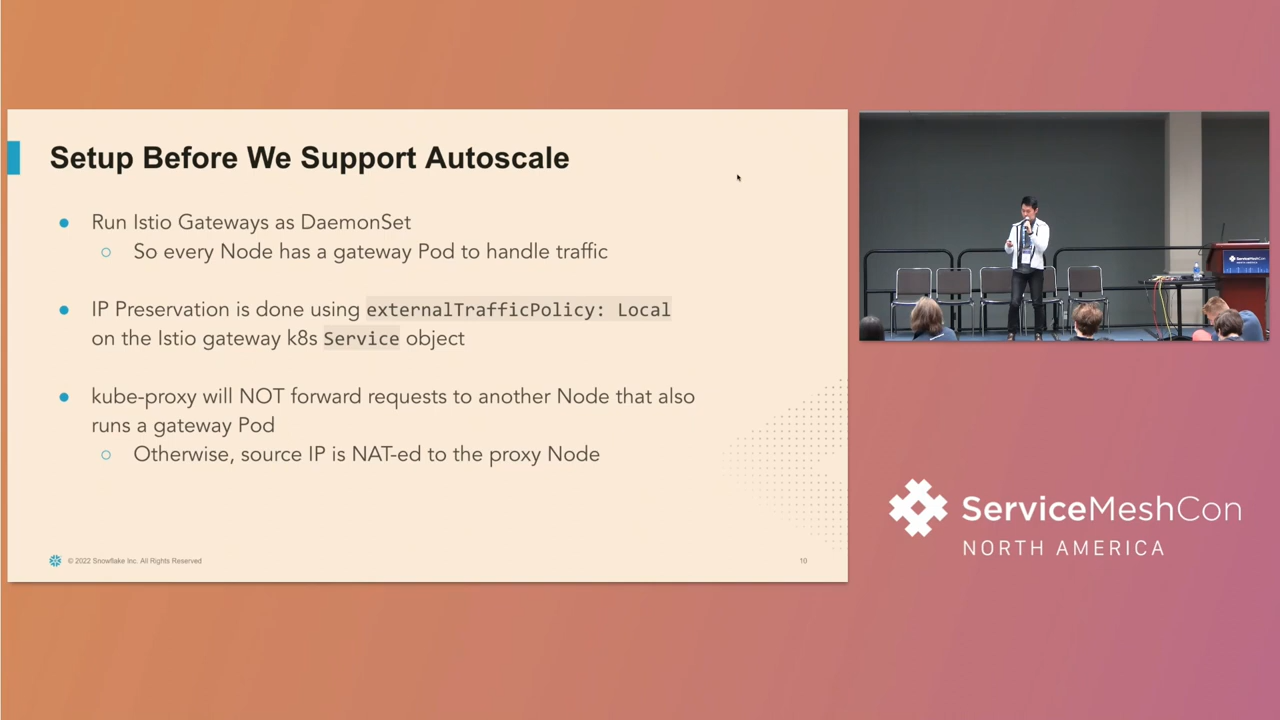 Setup Before We Support Autoscale
● Run Istio Gateways as DaemonSet
○ So every Node has a gateway Pod to handle traffic
● IP Preservation is done using externalTrafficPolicy: Local
on the Istio gateway k8s Service object
● kube-proxy will NOT forward requests to another Node that also
runs a gateway Pod
○ Otherwise, source IP is NAT-ed to the proxy Node
© 2022 Snowflake Inc. All Rights Reserved
10
ServiceMeshCon
ServiceMeshCon
NORTH AMERICA